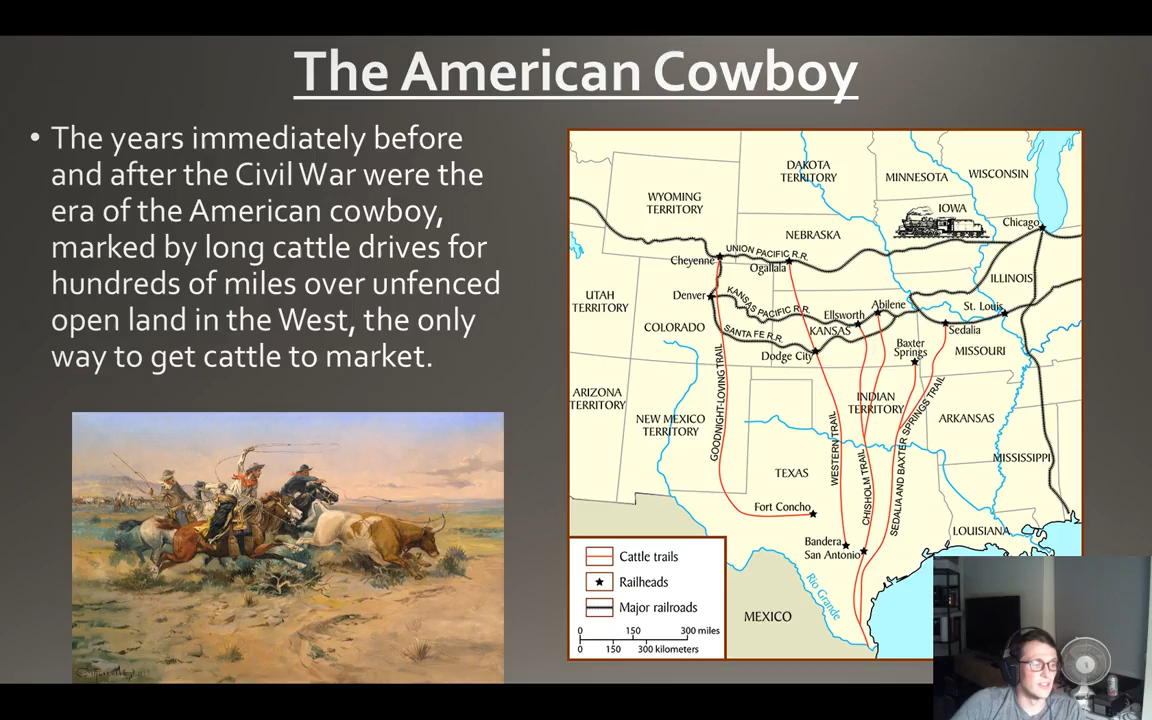 The American Cowboy
• The years immediately before
and after the Civil War were the
era of the American cowboy,
marked by long cattle drives for
hundreds of miles over unfenced
open land in the West, the only
way to get cattle to market.
DAKOTA
TERRITORY
MINNESOTA
WISCONSIN
WYOMING
TERRITORY
IOWA
Chicago
NEBRASKA
UNION PACIFIC R.R.
Cheyenne
Ogallala
ILLINOIS
Denver
KANSAS PACIFIC R.R.
UTAH
TERRITORY
Abilene
St. Louis
Ellsworth
COLORADO
SANTA FE R.R.
KANSAS
Sedalia
Dodge City
Baxter
Springs
MISSOURI
GOODNIGHT-LOVING TRAIL
ARIZONA
TERRITORY
NEW MEXICO
TERRITORY
INDIAN
TERRITORY
ARKANSAS
WESTERN TRAIL
CHISHOLM TRAIL
SEDALIA AND BAXTER SPRINGS TRAIL
MISSISSIPPI
TEXAS
Fort Concho
LOUISIANA
Bandera
San Antonio
Rio Grande
MEXICO
Cattle trails
Railheads
Major railroads
0 150 300 miles
0 150 300 kilometers